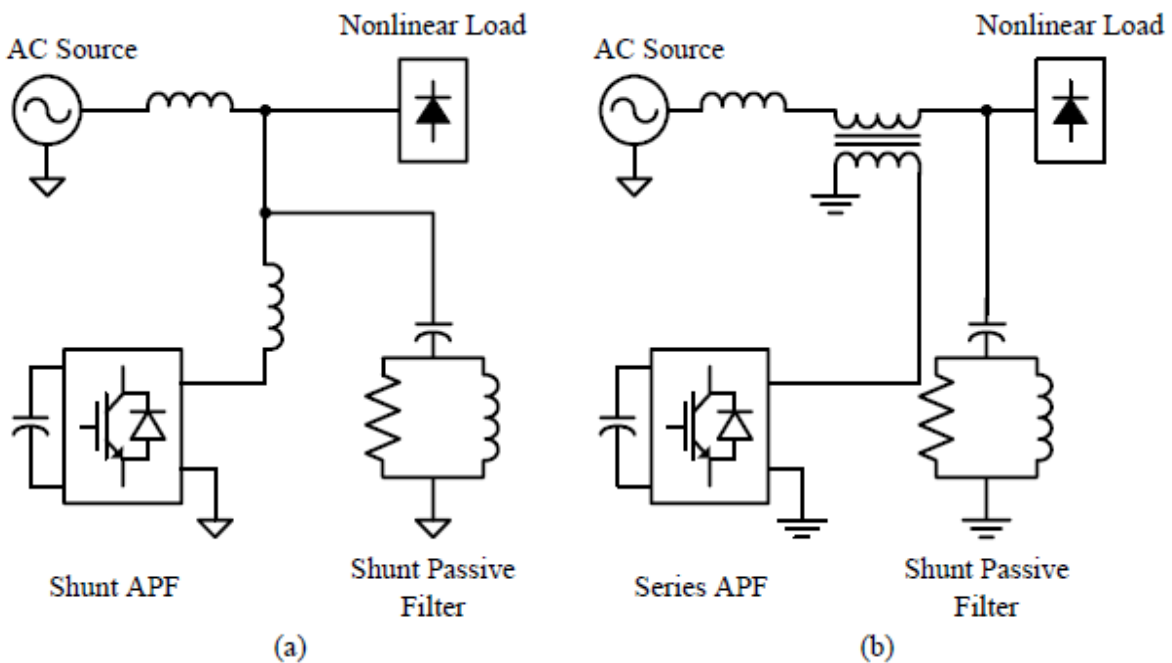 Nonlinear Load
AC Source
Shunt APF
Shunt Passive
Filter
(a)
Nonlinear Load
AC Source
Series APF
Shunt Passive
Filter
(b)